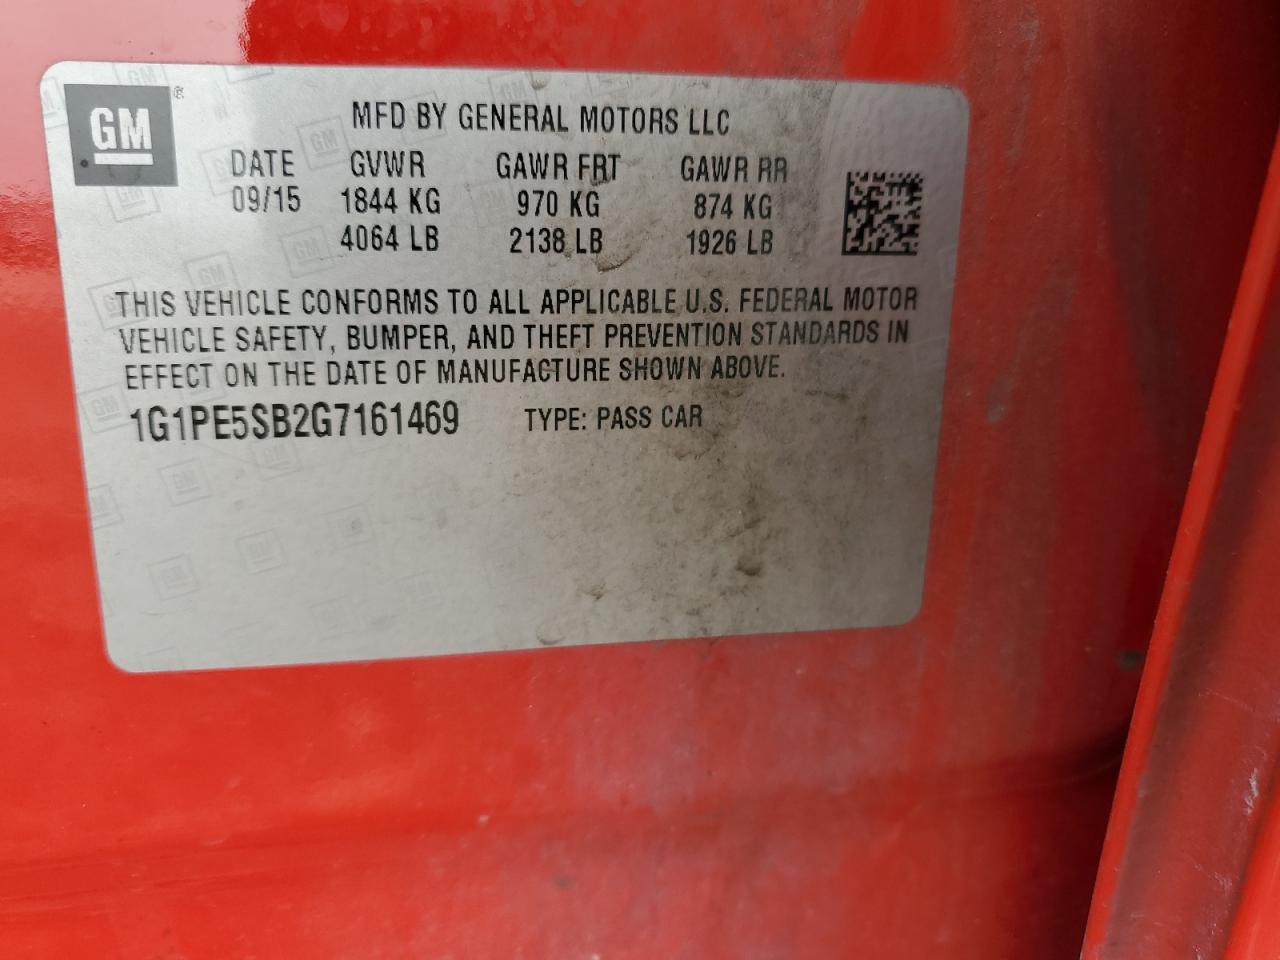 GM
MFD BY GENERAL MOTORS LLC
DATE GVWR GAWR FRT GAWR RR
09/15 1844 KG 970 KG 874 KG
4064 LB 2138 LB 1926 LB
THIS VEHICLE CONFORMS TO ALL APPLICABLE U.S. FEDERAL MOTOR
VEHICLE SAFETY, BUMPER, AND THEFT PREVENTION STANDARDS IN
EFFECT ON THE DATE OF MANUFACTURE SHOWN ABOVE.
1G1PE5SB2G7161469 TYPE: PASS CAR